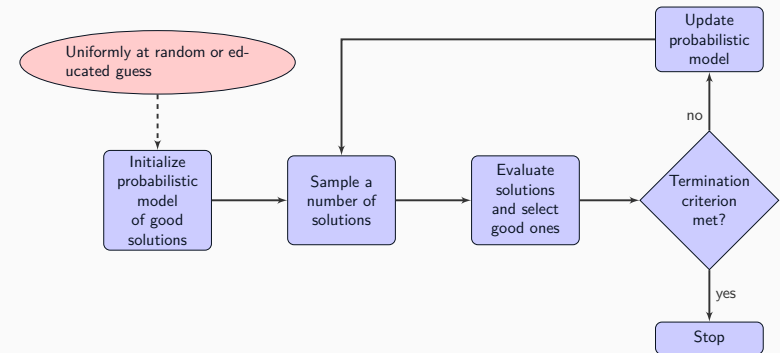 Uniformly at random or ed-
ucated guess
Update
probabilistic
model
no
Initialize
probabilistic
model
of good
solutions
Sample a
number of
solutions
Evaluate
solutions
and select
good ones
Termination
criterion
met?
yes
Stop